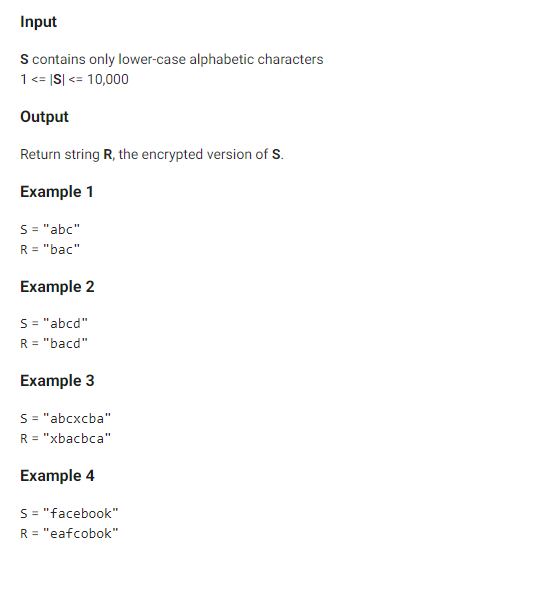 Input
S contains only lower-case alphabetic characters
1 <= |S| <= 10,000
Output
Return string R, the encrypted version of S.
Example 1
S = "abc"
R = "bac"
Example 2
S = "abcd"
R = "bacd"
Example 3
S = "abcxcba"
R = "xbacbca"
Example 4
S = "facebook"
R = "eafcobok"